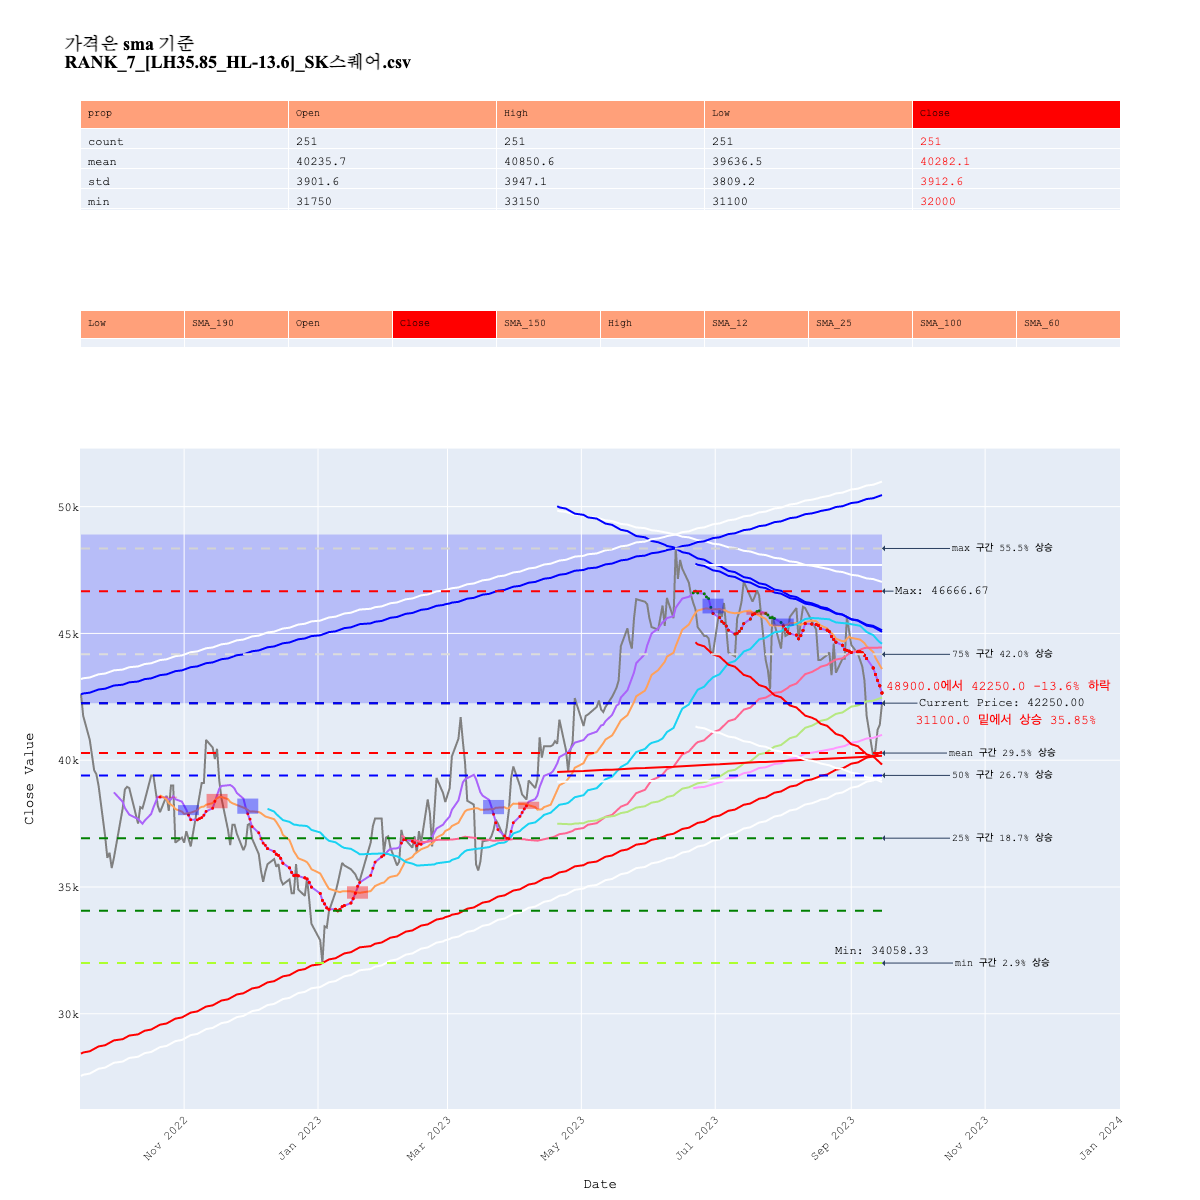 가격은 sma 기준
RANK_7_[LH35.85_HL-13.6]_SK스퀘어.csv
prop Open High Low Close
count 251 251 251 251
mean 40235.7 40850.6 39636.5 40282.1
std 3901.6 3947.1 3809.2 3912.6
min 31750 33150 31100 32000
Low SMA_190 Open Close SMA_150 High SMA_12 SMA_25 SMA_100 SMA_60
50k
max 구간 55.5% 상승
Max: 46666.67
45k
75% 구간 42.0% 상승
48900.0에서 42250.0 -13.6% 하락
Current Price: 42250.00
31100.0 밑에서 상승 35.85%
mean 구간 29.5% 상승
40k
50% 구간 26.7% 상승
25% 구간 18.7% 상승
35k
Min: 34058.33
min 구간 2.9% 상승
30k
Close Value
Nov 2022 Jan 2023 Mar 2023 May 2023 Jul 2023 Sep 2023 Nov 2023 Jan 2024
Date